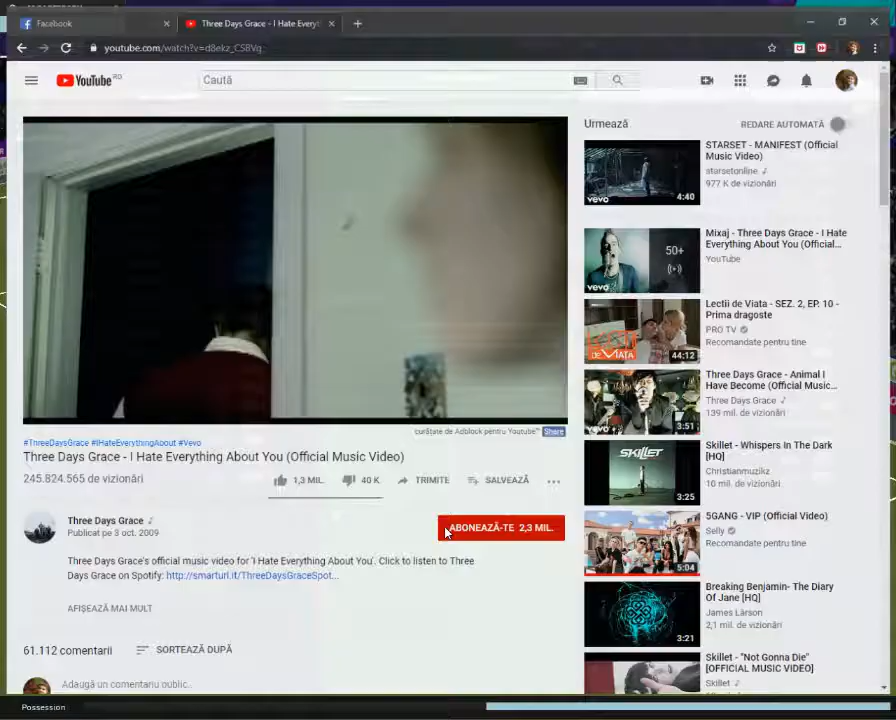 Facebook
Three Days Grace - I Hate Everyt
youtube.com/watch?v=d8ekz_CSBVg
YouTube RO
Caută
Urmează
REDARE AUTOMATĂ
STARSET - MANIFEST (Official
Music Video)
starsetonline
977 K de vizionări
vevo
4:40
Mixaj - Three Days Grace - I Hate
Everything About You (Official...
YouTube
50+
vevo
Lectii de Viata - SEZ. 2, EP. 10 -
Prima dragoste
PRO TV
Recomandate pentru tine
LECTII
DE VIATA
44:12
Three Days Grace - Animal I
Have Become (Official Music...
Three Days Grace
139 mil. de vizionări
vevo
3:51
Skillet - Whispers In The Dark
[HQ]
Christianmuzikz
10 mil. de vizionări
SKILLET
3:25
5GANG - VIP (Official Video)
Selly
Recomandate pentru tine
5:04
Breaking Benjamin- The Diary
Of Jane [HQ]
James Lärson
2,1 mil. de vizionări
3:21
Skillet - "Not Gonna Die"
[OFFICIAL MUSIC VIDEO]
Skillet
curățate de Adblock pentru Youtube™ Share
#ThreeDaysGrace #IHateEverythingAbout #Vevo
Three Days Grace - I Hate Everything About You (Official Music Video)
245.824.565 de vizionări
1,3 MIL.
40 K
TRIMITE
SALVEAZĂ
Three Days Grace
Publicat pe 3 oct. 2009
ABONEAZĂ-TE 2,3 MIL.
Three Days Grace's official music video for 'I Hate Everything About You'. Click to listen to Three
Days Grace on Spotify: http://smarturl.it/ThreeDaysGraceSpot...
AFIȘEAZĂ MAI MULT
61.112 comentarii
SORTEAZĂ DUPĂ
Adaugă un comentariu public...
Possession